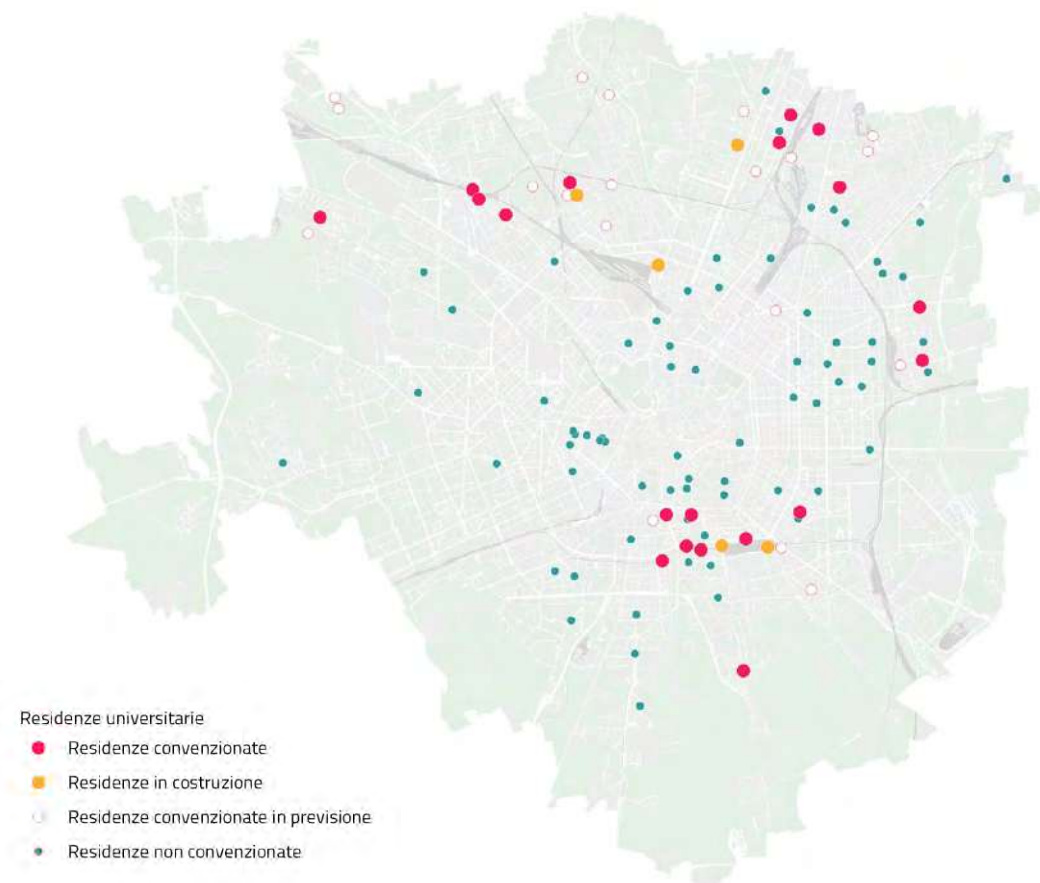 Residenze universitarie
Residenze convenzionate
Residenze in costruzione
Residenze convenzionate in previsione
Residenze non convenzionate